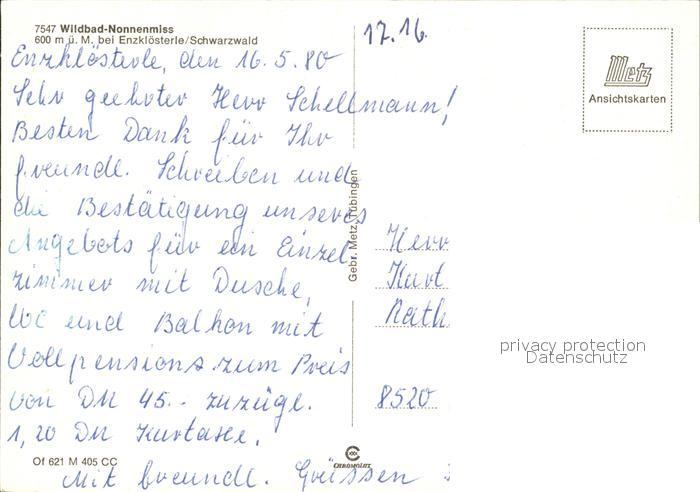 7547 Wildbad-Nonnenmiss
600 m ü. M. bei Enzklösterle/Schwarzwald
17.16.
Enzklösterle, den 16.5.80
Sehr geehrter Herr Schellmann!
Besten Dank für Ihr
freundl. Schreiben und
die Bestätigung unseres
Angebots für ein Einzel
zimmer mit Dusche,
WC und Balkon mit
Vollpensions zum Preis
von DM 45.- zuzügl.
1,20 DM Kurtaxe.
Mit freundl. Grüssen
Of 621 M 405 CC
Gebr. Metz, Tübingen
CHROMOLUX
Metz
Ansichtskarten
Herr
Kurt
Rath
8520
privacy protection
Datenschutz